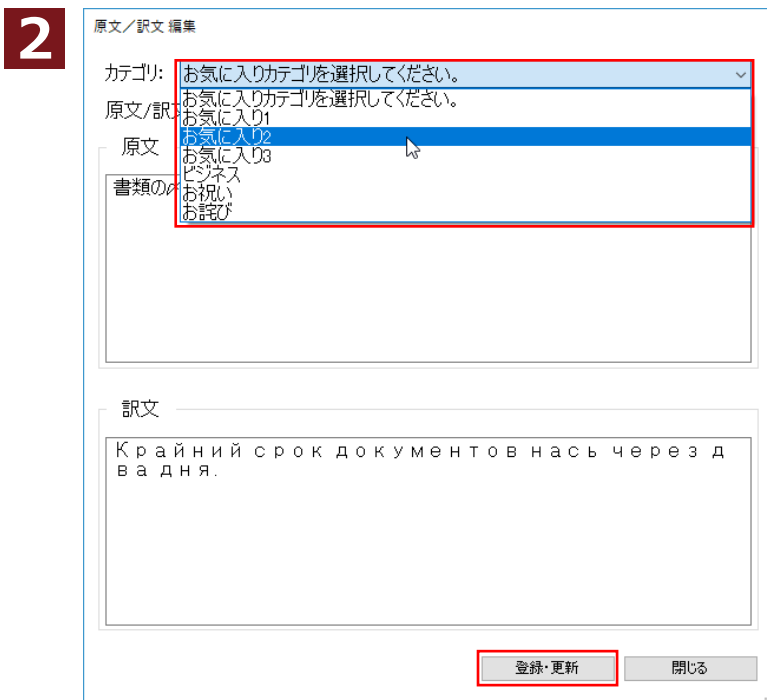 2
原文／訳文 編集
カテゴリ: お気に入りカテゴリを選択してください。
お気に入りカテゴリを選択してください。
原文/訳
お気に入り1
お気に入り2
原文
お気に入り3
ビジネス
書類の
お祝い
お詫び
訳文
Крайний срок документов нась через д
ва дня.
登録・更新 閉じる